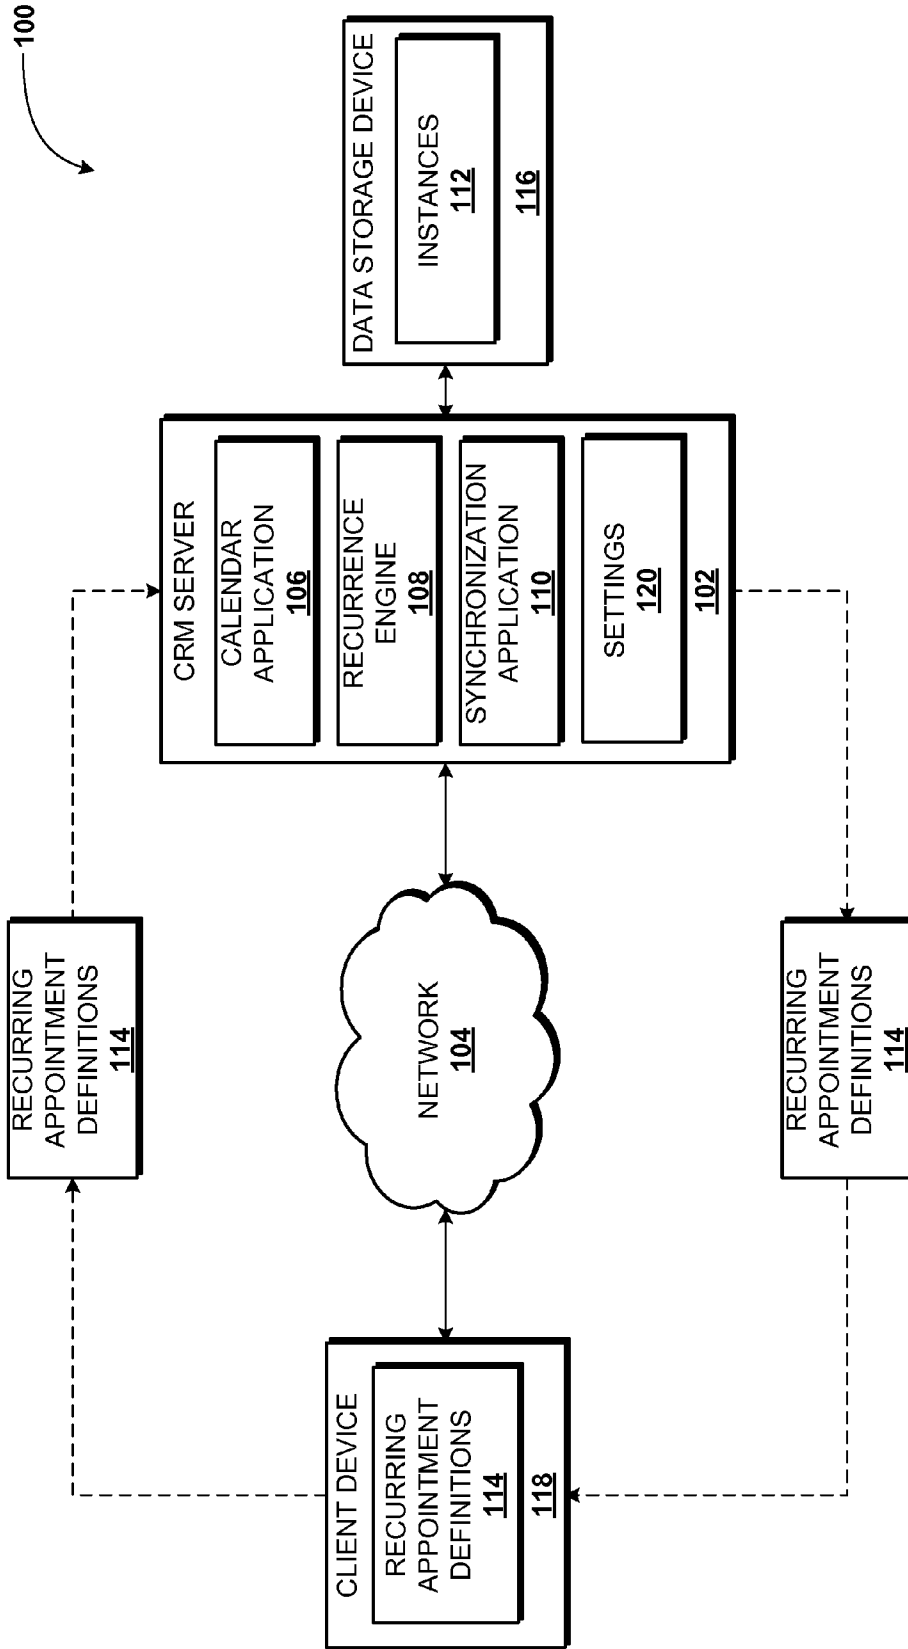 100
RECURRING
APPOINTMENT
DEFINITIONS
114
CLIENT DEVICE
RECURRING
APPOINTMENT
DEFINITIONS
114
118
NETWORK
104
CRM SERVER
CALENDAR
APPLICATION
106
RECURRENCE
ENGINE
108
SYNCHRONIZATION
APPLICATION
110
SETTINGS
120
102
DATA STORAGE DEVICE
INSTANCES
112
116
RECURRING
APPOINTMENT
DEFINITIONS
114